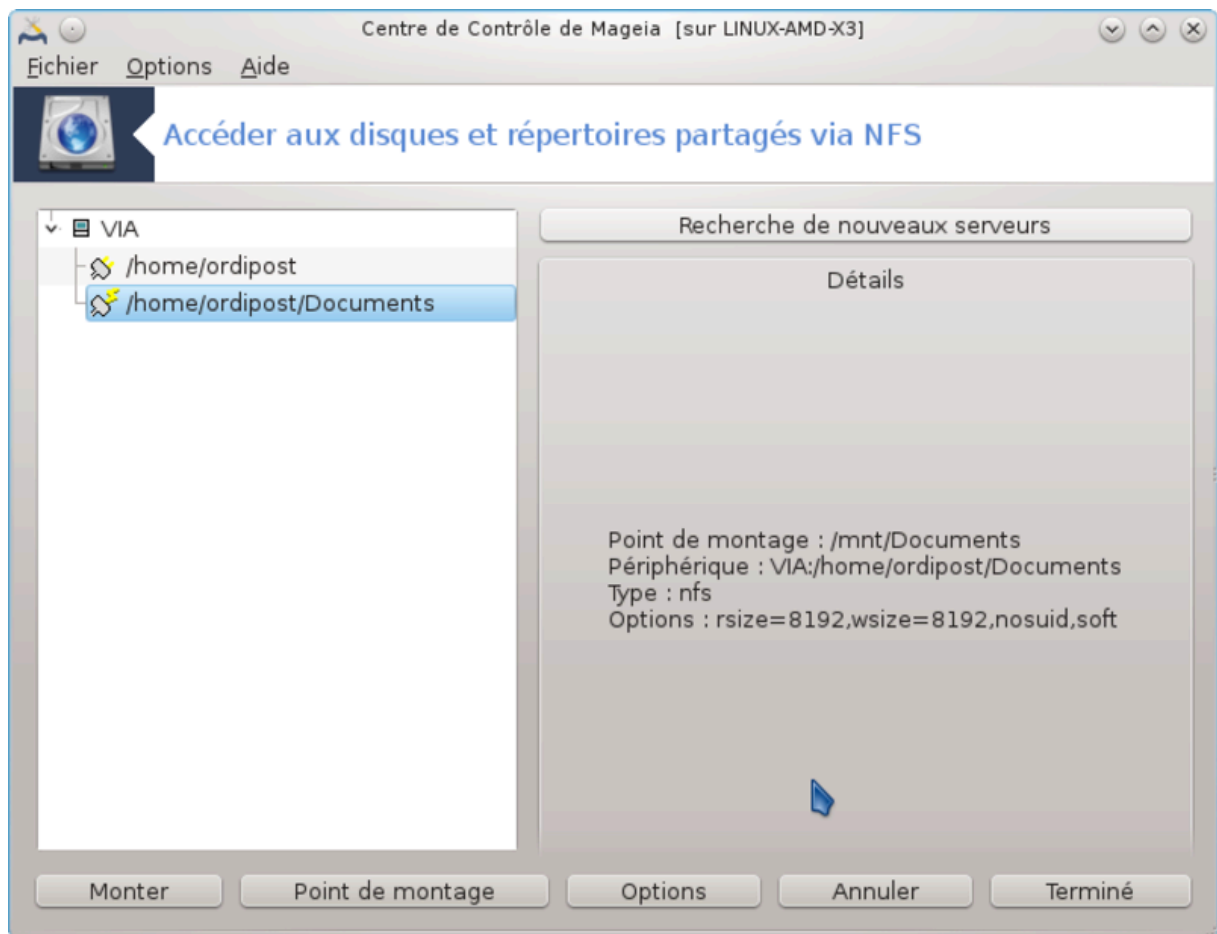 Centre de Contrôle de Mageia [sur LINUX-AMD-X3]
Fichier Options Aide
Accéder aux disques et répertoires partagés via NFS
VIA
/home/ordipost
/home/ordipost/Documents
Recherche de nouveaux serveurs
Détails
Point de montage : /mnt/Documents
Périphérique : VIA:/home/ordipost/Documents
Type : nfs
Options : rsize=8192,wsize=8192,nosuid,soft
Monter Point de montage Options Annuler Terminé